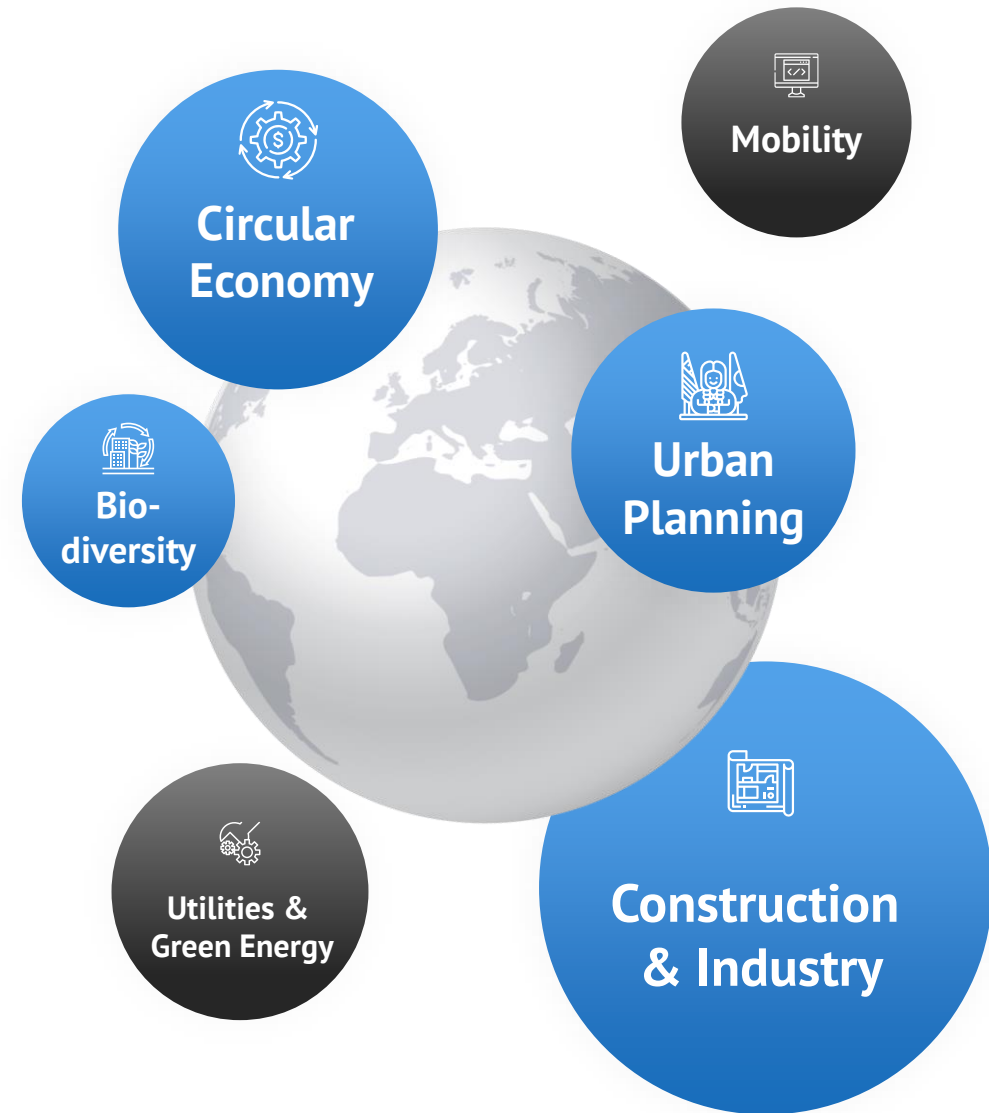 Mobility
Circular
Economy
Urban
Planning
Bio-
diversity
Utilities &
Green Energy
Construction
& Industry